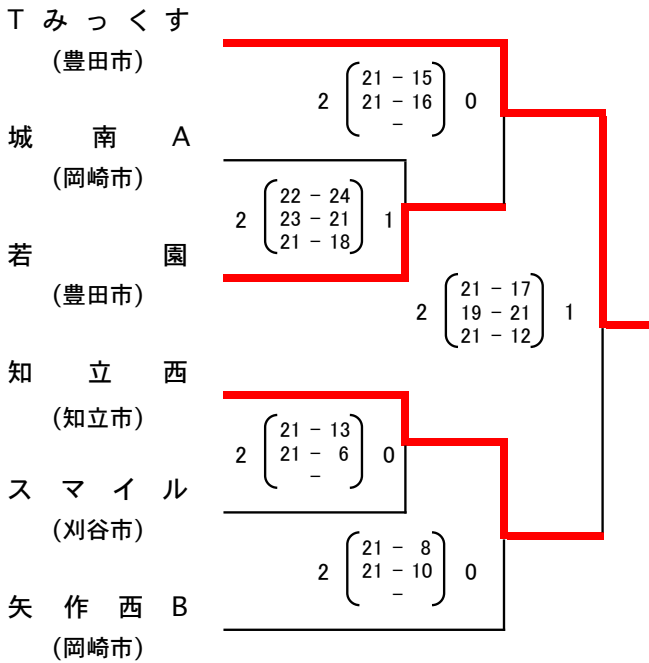 Tみっくす
(豊田市)
2 21 － 15 0
21 － 16
－
城南A
(岡崎市)
2 22 － 24 1
23 － 21
21 － 18
若園
(豊田市)
2 21 － 17 1
19 － 21
21 － 12
知立西
(知立市)
2 21 － 13 0
21 － 6
－
スマイル
(刈谷市)
2 21 － 8 0
21 － 10
－
矢作西B
(岡崎市)